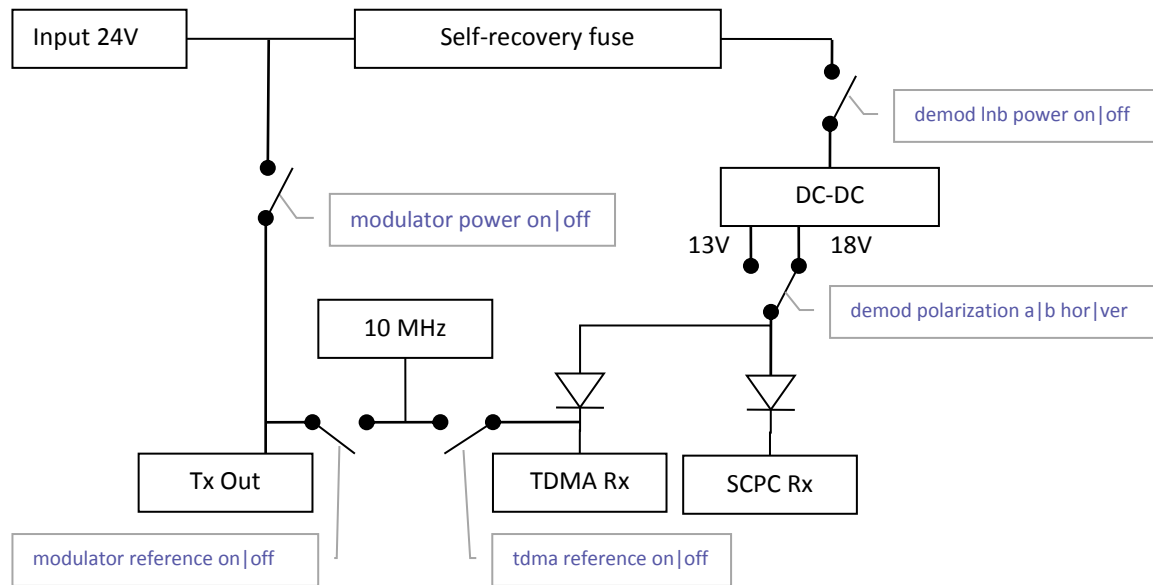 Input 24V
Self-recovery fuse
demod lnb power on|off
DC-DC
modulator power on|off
13V
18V
demod polarization a|b hor|ver
10 MHz
Tx Out
TDMA Rx
SCPC Rx
modulator reference on|off
tdma reference on|off